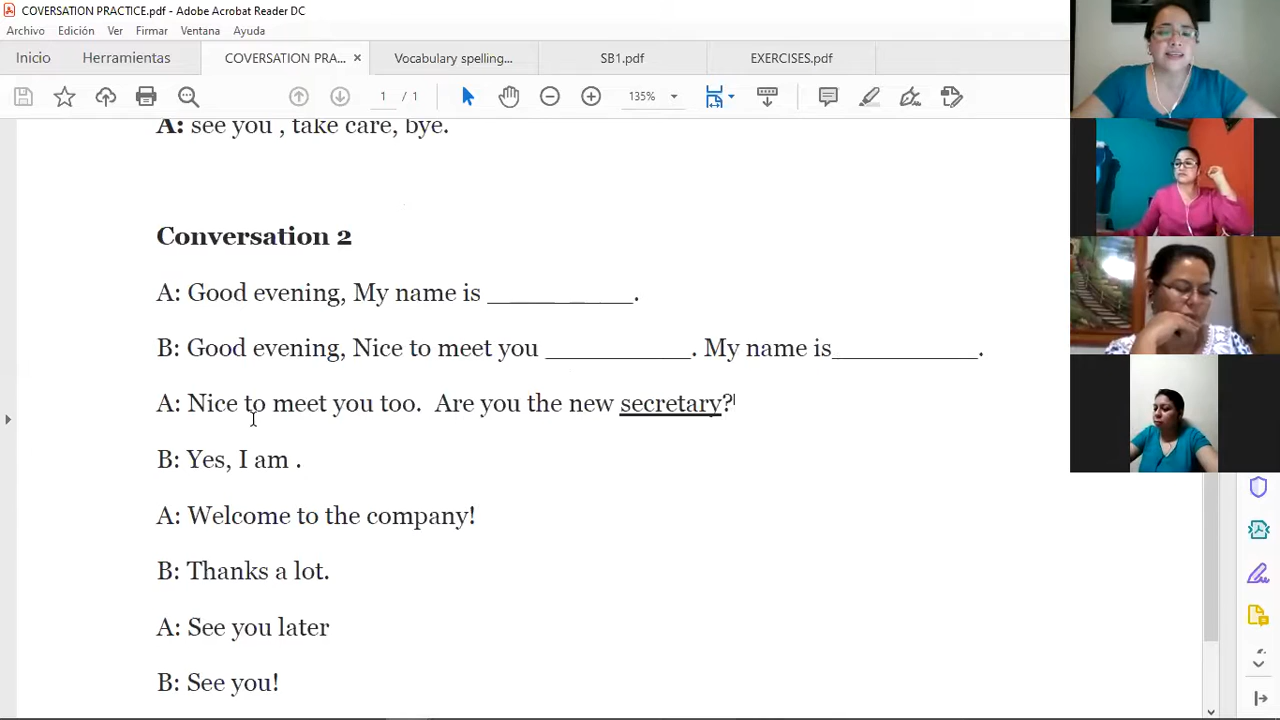 COVERSATION PRACTICE.pdf - Adobe Acrobat Reader DC
Archivo Edición Ver Firmar Ventana Ayuda
Inicio Herramientas COVERSATION PRA... × Vocabulary spelling... SB1.pdf EXERCISES.pdf
1 / 1 135%
A: see you , take care, bye.
Conversation 2
A: Good evening, My name is ____________.
B: Good evening, Nice to meet you ____________. My name is____________.
A: Nice to meet you too. Are you the new secretary?
B: Yes, I am .
A: Welcome to the company!
B: Thanks a lot.
A: See you later
B: See you!